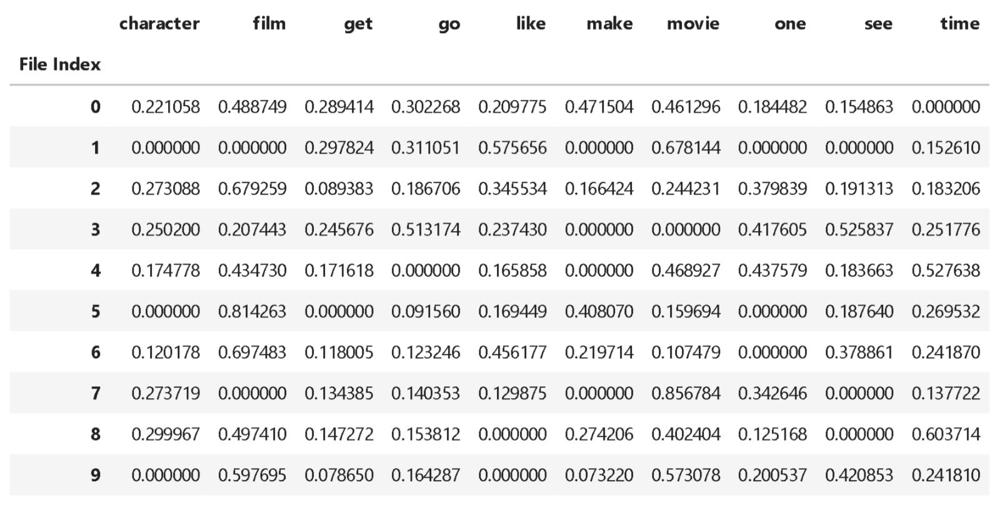 character film get go like make movie one see time
File Index
0 0.221058 0.488749 0.289414 0.302268 0.209775 0.471504 0.461296 0.184482 0.154863 0.000000
1 0.000000 0.000000 0.297824 0.311051 0.575656 0.000000 0.678144 0.000000 0.000000 0.152610
2 0.273088 0.679259 0.089383 0.186706 0.345534 0.166424 0.244231 0.379839 0.191313 0.183206
3 0.250200 0.207443 0.245676 0.513174 0.237430 0.000000 0.000000 0.417605 0.525837 0.251776
4 0.174778 0.434730 0.171618 0.000000 0.165858 0.000000 0.468927 0.437579 0.183663 0.527638
5 0.000000 0.814263 0.000000 0.091560 0.169449 0.408070 0.159694 0.000000 0.187640 0.269532
6 0.120178 0.697483 0.118005 0.123246 0.456177 0.219714 0.107479 0.000000 0.378861 0.241870
7 0.273719 0.000000 0.134385 0.140353 0.129875 0.000000 0.856784 0.342646 0.000000 0.137722
8 0.299967 0.497410 0.147272 0.153812 0.000000 0.274206 0.402404 0.125168 0.000000 0.603714
9 0.000000 0.597695 0.078650 0.164287 0.000000 0.073220 0.573078 0.200537 0.420853 0.241810